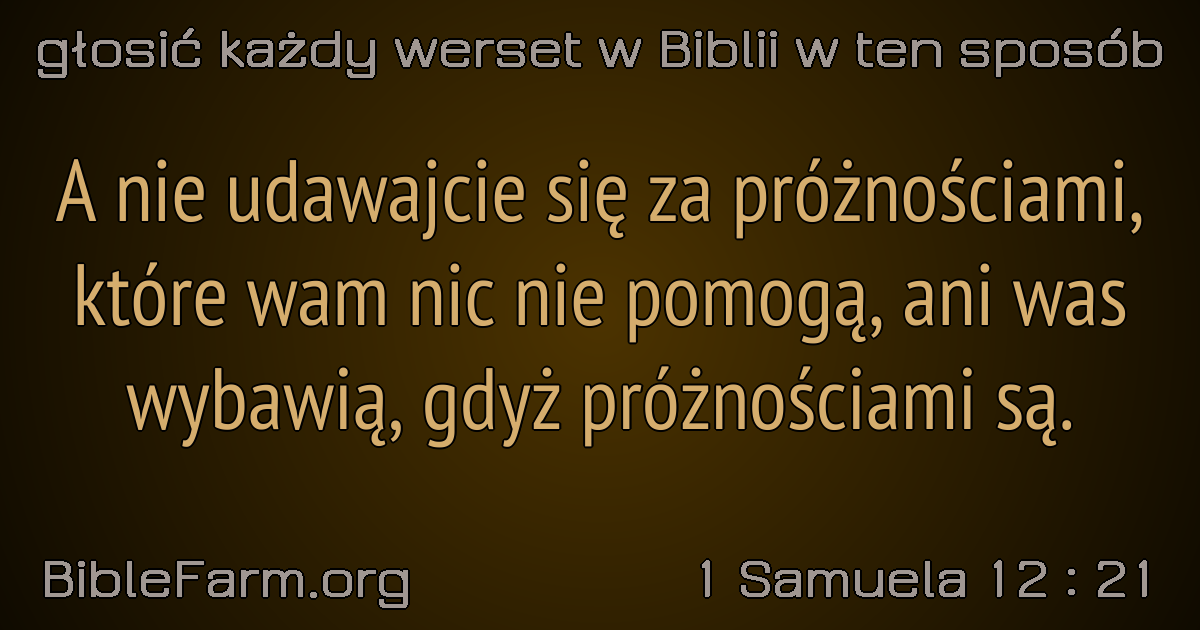 głosić każdy werset w Biblii w ten sposób
A nie udawajcie się za próżnościami,
które wam nic nie pomogą, ani was
wybawią, gdyż próżnościami są.
BibleFarm.org
1 Samuela 12 : 21